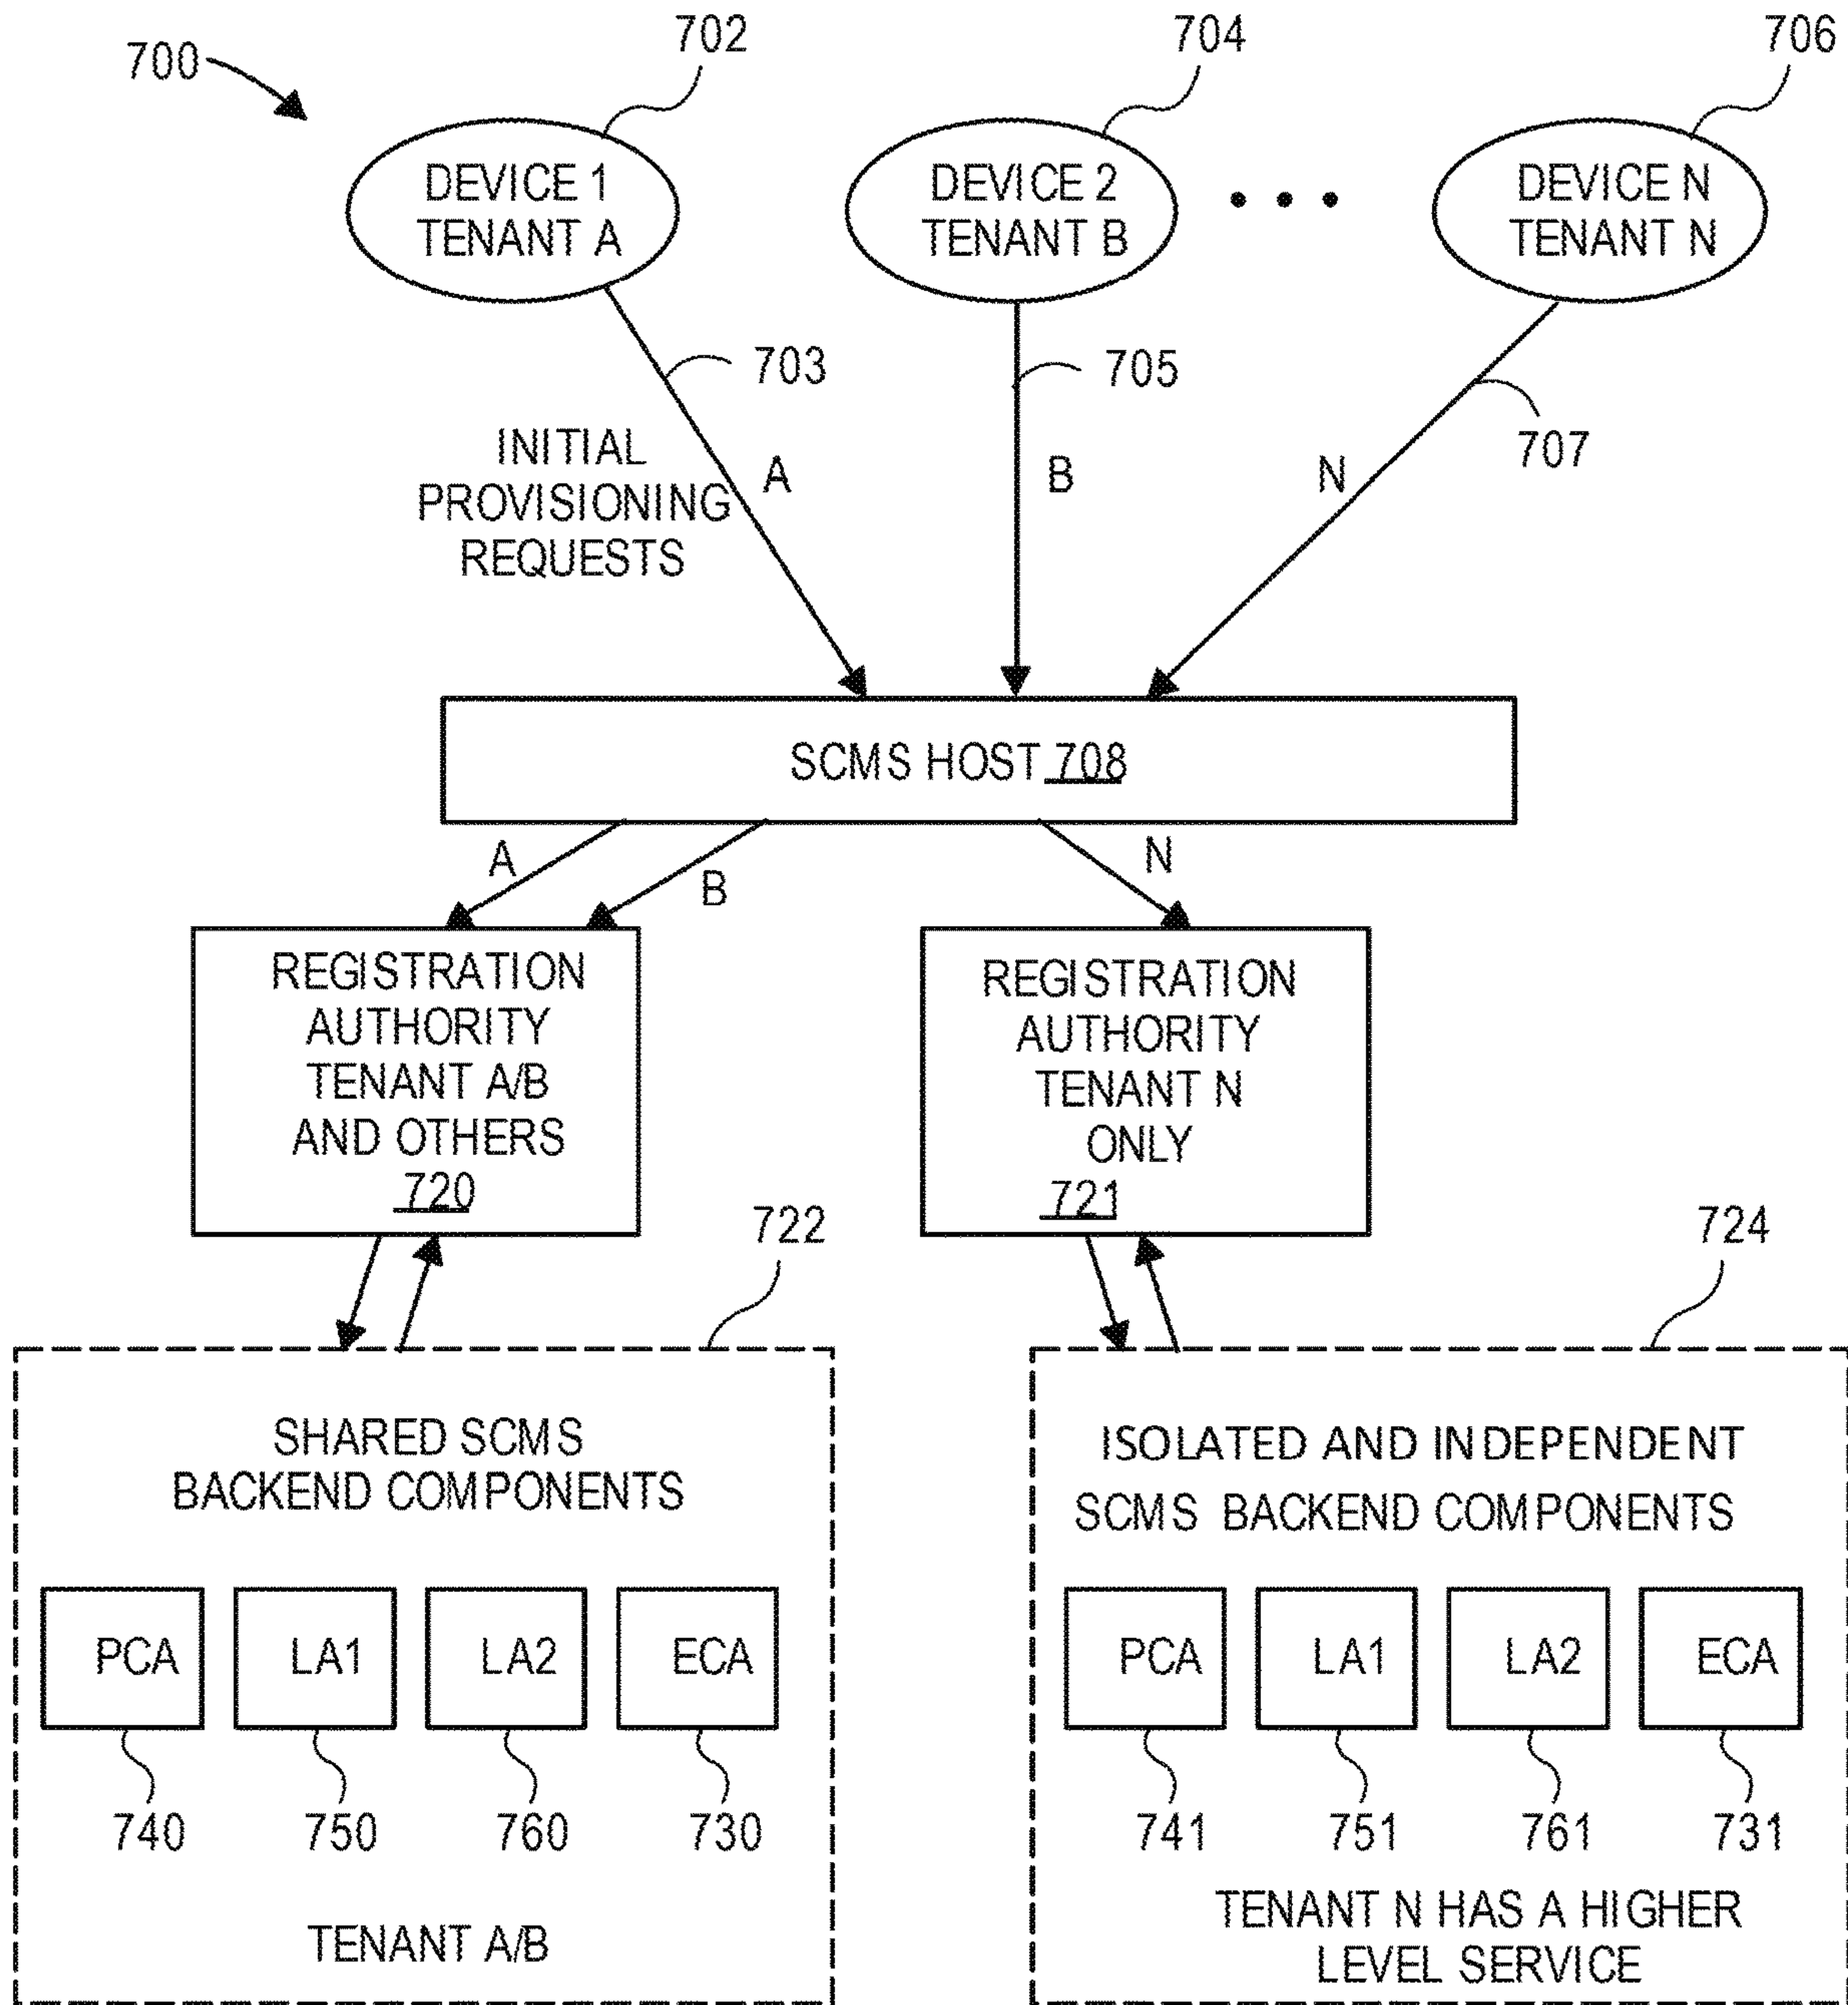 700
702
704
706
DEVICE 1
TENANT A
DEVICE 2
TENANT B
DEVICE N
TENANT N
703
705
707
INITIAL
PROVISIONING
REQUESTS
A
B
N
SCMS HOST 708
A
B
N
REGISTRATION
AUTHORITY
TENANT A/B
AND OTHERS
720
REGISTRATION
AUTHORITY
TENANT N
ONLY
721
722
724
SHARED SCMS
BACKEND COMPONENTS
PCA
LA1
LA2
ECA
740
750
760
730
TENANT A/B
ISOLATED AND INDEPENDENT
SCMS BACKEND COMPONENTS
PCA
LA1
LA2
ECA
741
751
761
731
TENANT N HAS A HIGHER
LEVEL SERVICE